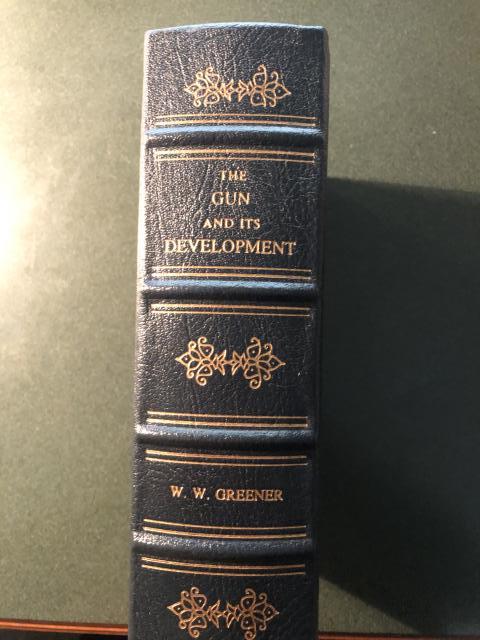 THE
GUN
AND ITS
DEVELOPMENT
W. W. GREENER